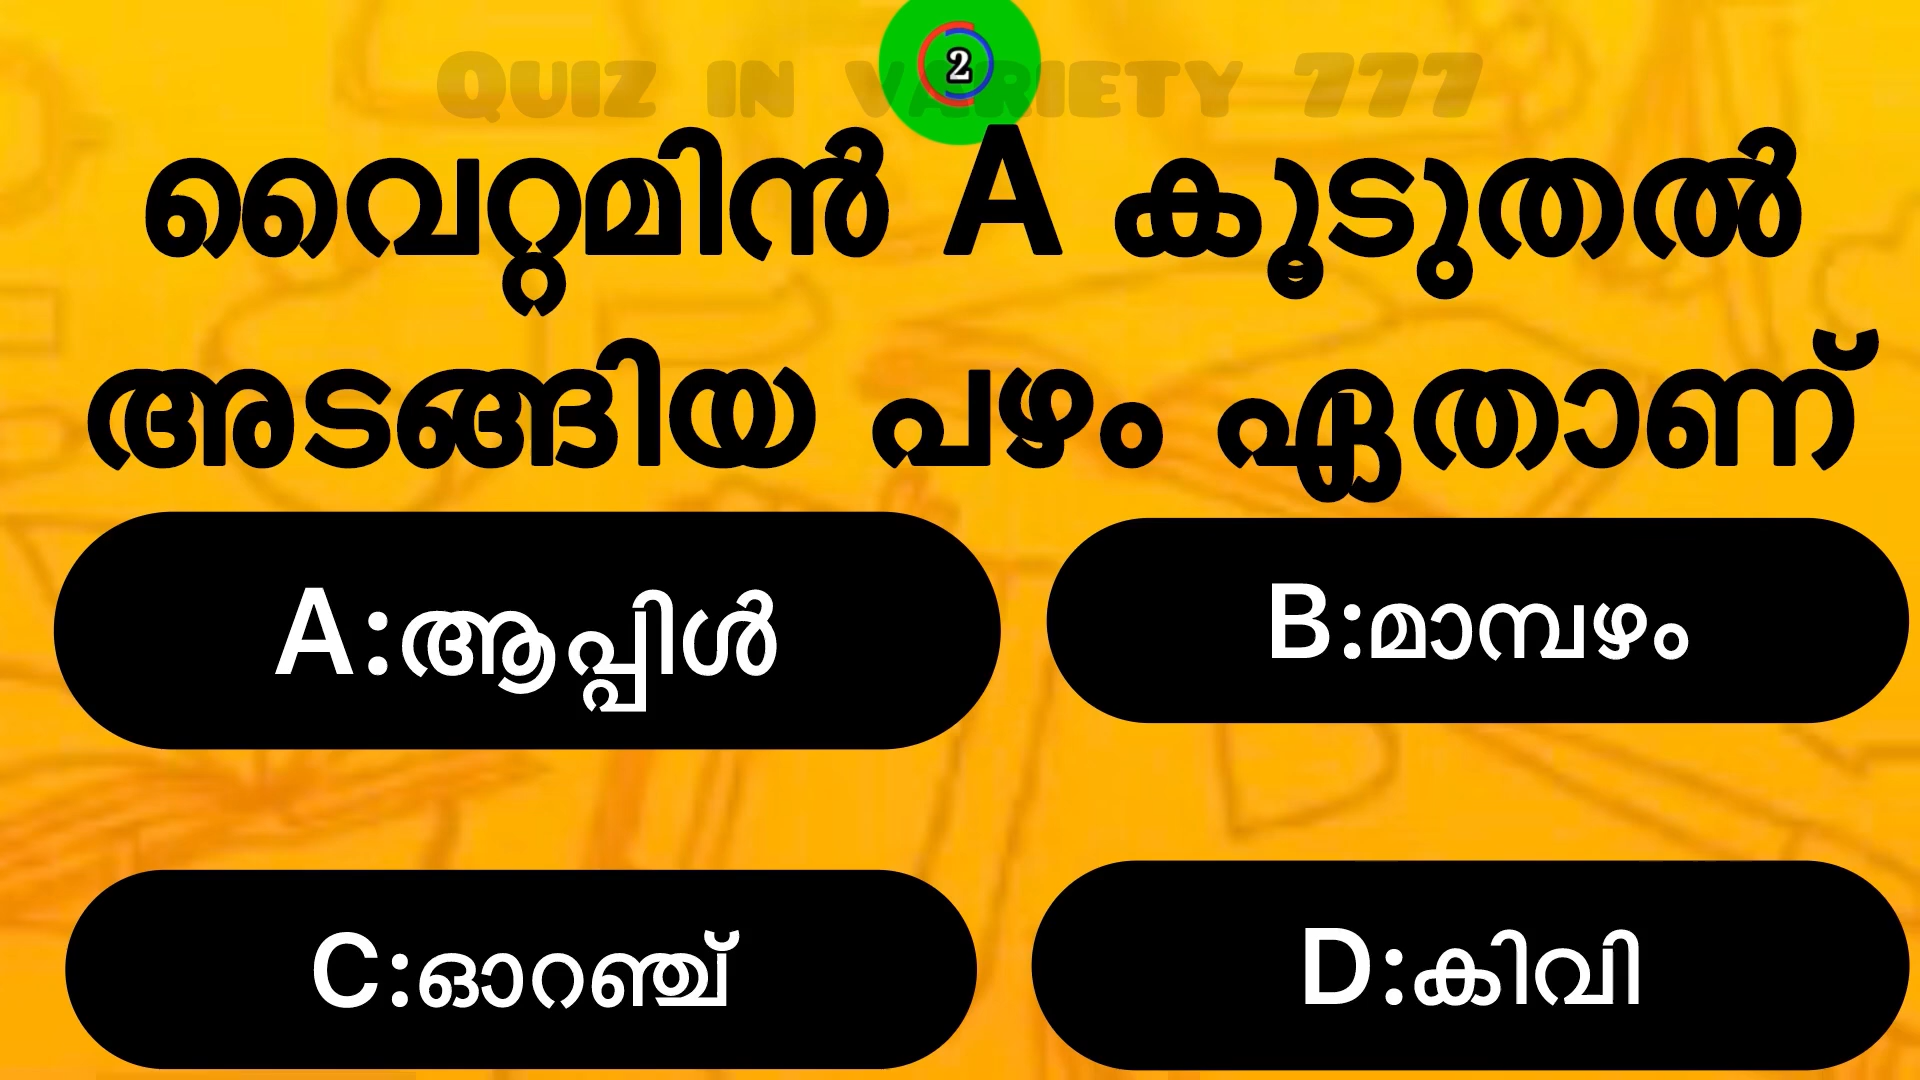 2
QUIZ IN VARIETY 777
വൈറ്റമിൻ A കൂടുതൽ
അടങ്ങിയ പഴം ഏതാണ്
A:ആപ്പിൾ
B:മാമ്പഴം
C:ഓറഞ്ച്
D:കിവി